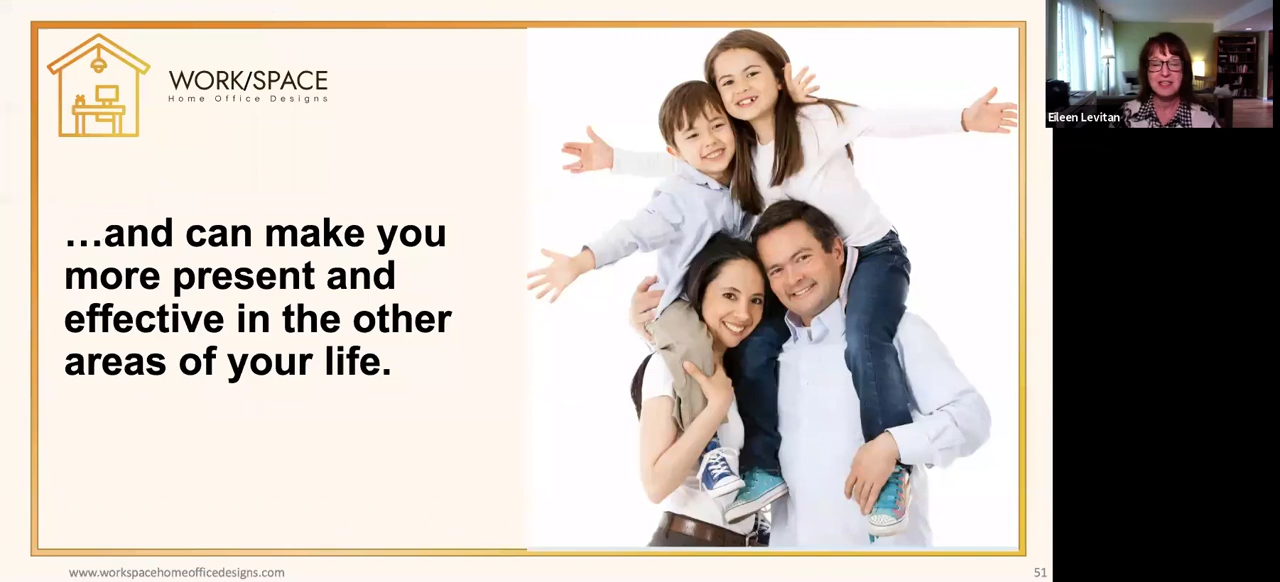 WORK/SPACE
Home Office Designs
…and can make you
more present and
effective in the other
areas of your life.
www.workspacehomeofficedesigns.com
51
Eileen Levitan